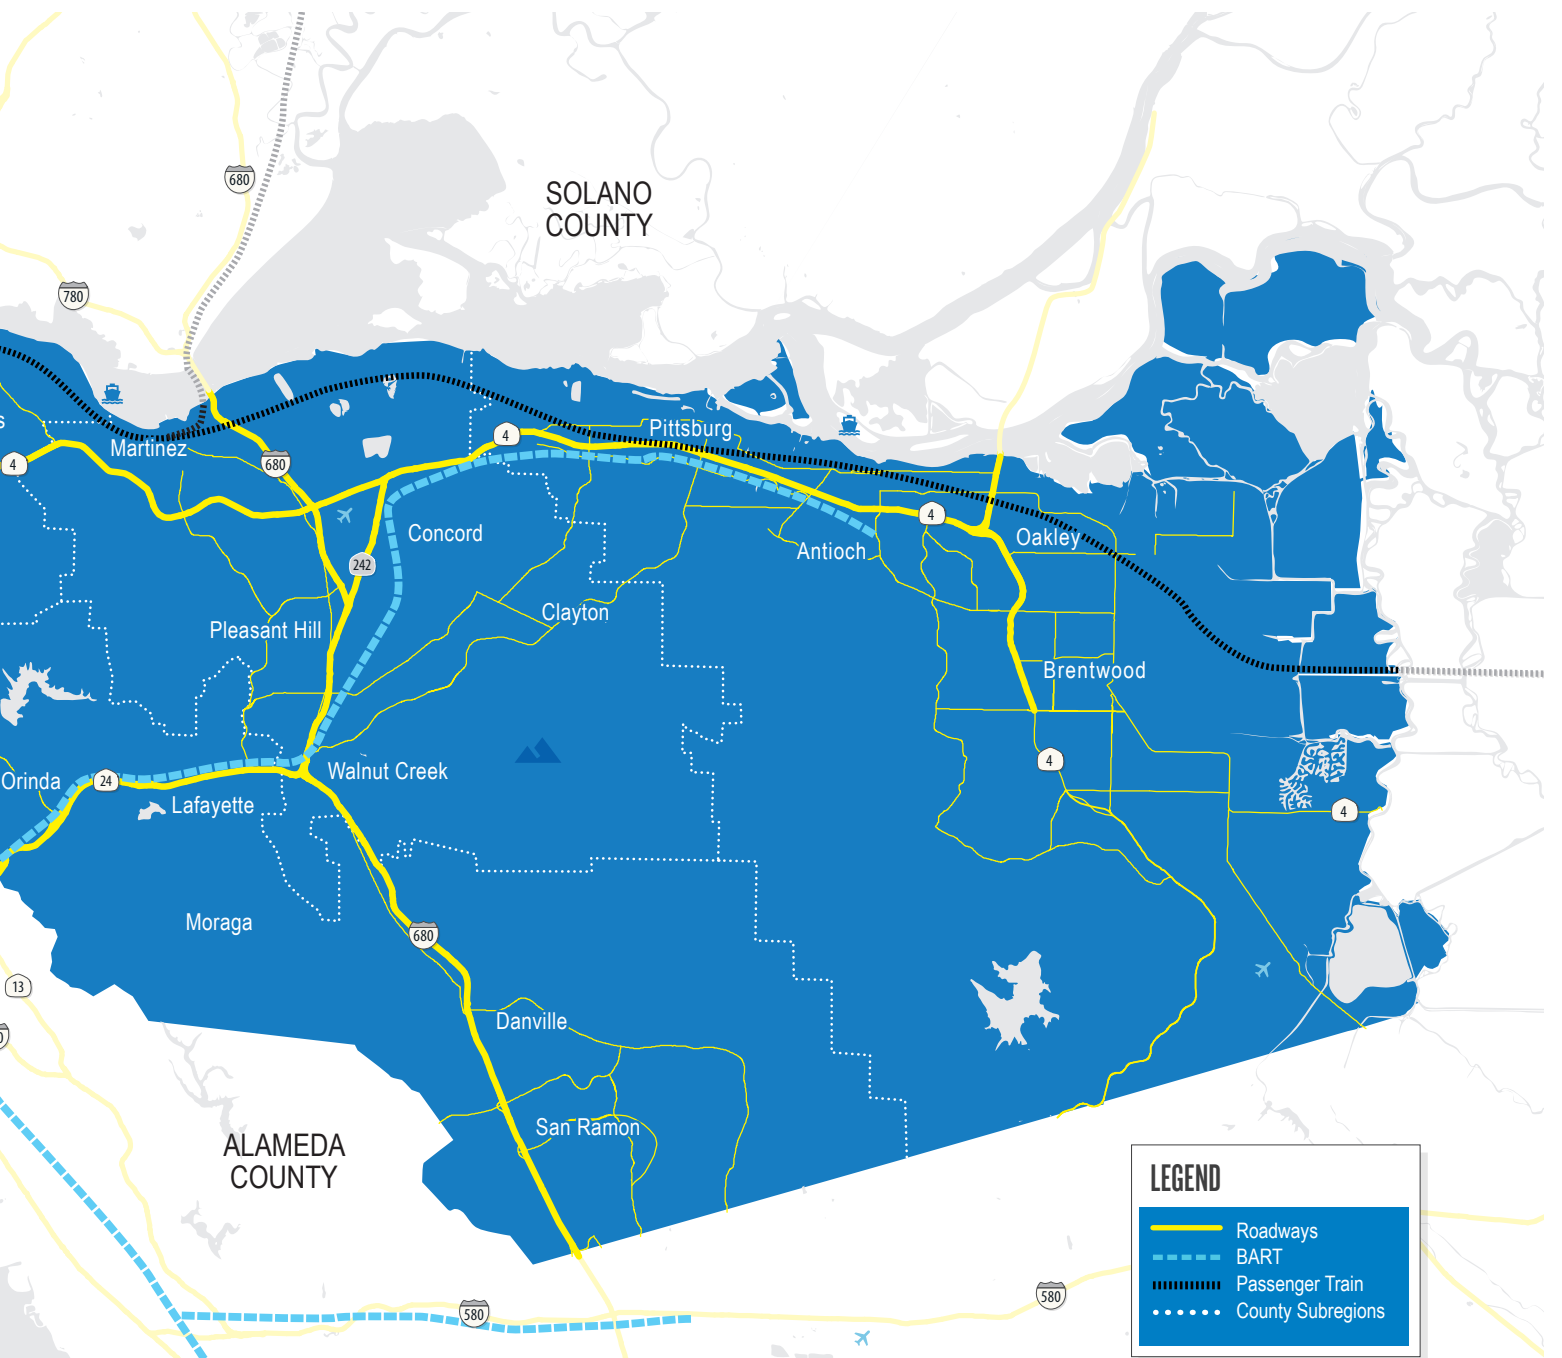 680
SOLANO
COUNTY
780
s
Martinez
4
680
4
Pittsburg
4
Concord
242
Antioch
Oakley
Clayton
Pleasant Hill
Brentwood
4
4
Orinda
24
Walnut Creek
Lafayette
Moraga
680
13
0
Danville
San Ramon
ALAMEDA
COUNTY
580
580
LEGEND
Roadways
BART
Passenger Train
County Subregions